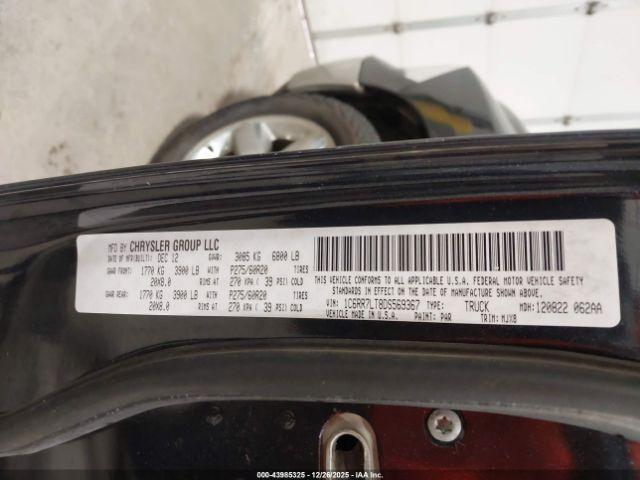 MFD BY CHRYSLER GROUP LLC
DATE OF MFR(BUILT): DEC 12 GVWR: 3085 KG 6800 LB
GAWR FRONT: 1770 KG 3900 LB WITH P275/60R20 TIRES
20X8.0 RIMS AT 270 KPA ( 39 PSI) COLD
GAWR REAR: 1770 KG 3900 LB WITH P275/60R20 TIRES
20X8.0 RIMS AT 270 KPA ( 39 PSI) COLD
THIS VEHICLE CONFORMS TO ALL APPLICABLE U.S.A. FEDERAL MOTOR VEHICLE SAFETY
STANDARDS IN EFFECT ON THE DATE OF MANUFACTURE SHOWN ABOVE.
VIN: 1C6RR7LT8DS569367 TYPE: TRUCK MDH: 120822 062AA
VEHICLE MADE IN U.S.A. PAINT: PAR TRIM: MJX8
00-43985325 - 12/26/2025 - IAAI.COM